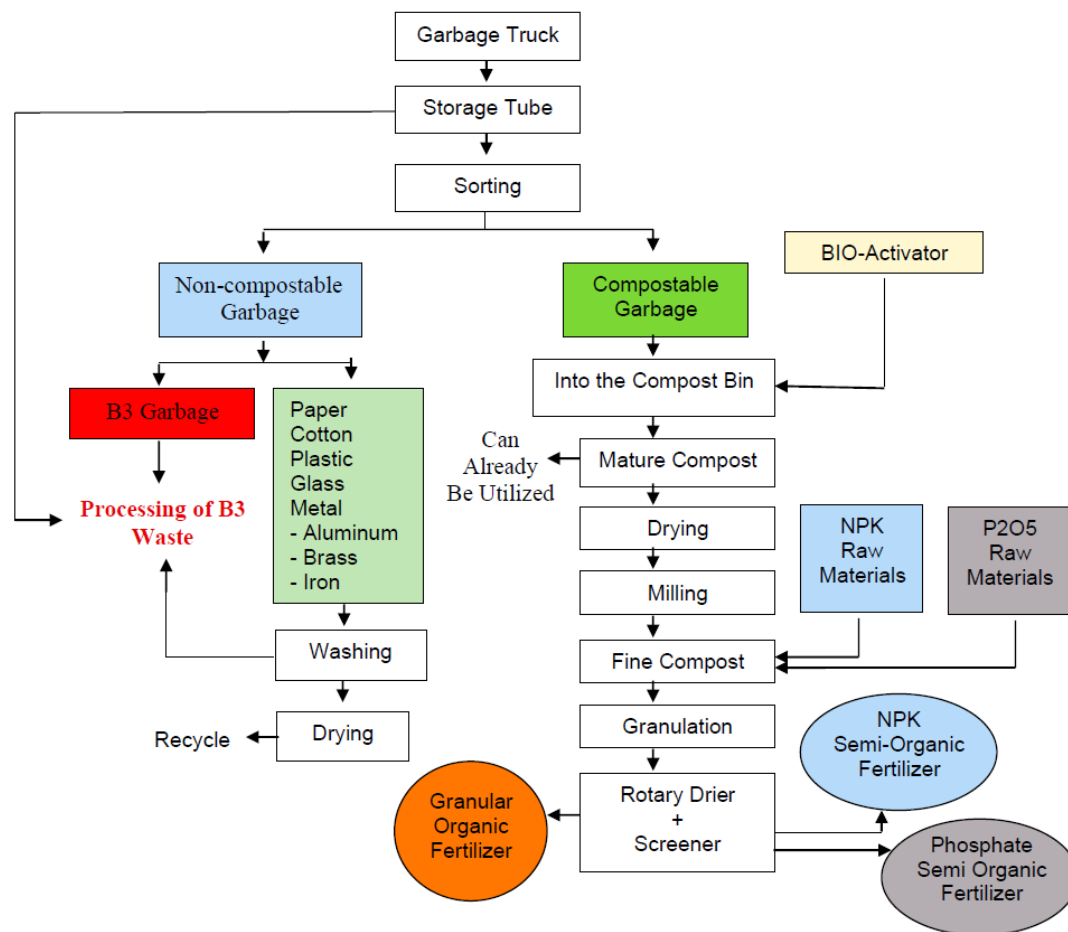 Garbage Truck
Storage Tube
Sorting
BIO-Activator
Non-compostable
Garbage
Compostable
Garbage
Into the Compost Bin
B3 Garbage
Paper
Cotton
Plastic
Glass
Metal
- Aluminum
- Brass
- Iron
Can
Already
Be Utilized
Mature Compost
Processing of B3
Waste
Drying
NPK
Raw
Materials
P2O5
Raw
Materials
Milling
Washing
Fine Compost
Recycle
Drying
Granulation
NPK
Semi-Organic
Fertilizer
Granular
Organic
Fertilizer
Rotary Drier
+
Screener
Phosphate
Semi Organic
Fertilizer